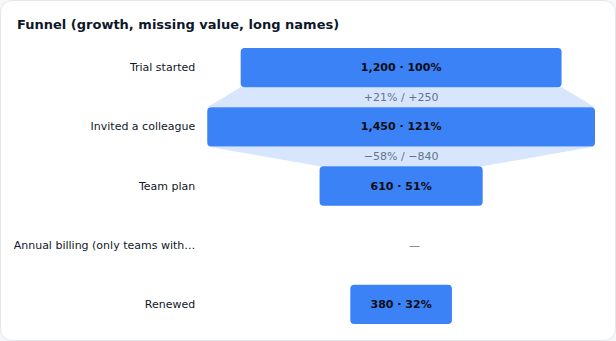 Funnel (growth, missing value, long names)
Trial started
1,200 · 100%
+21% / +250
Invited a colleague
1,450 · 121%
−58% / −840
Team plan
610 · 51%
Annual billing (only teams with…
—
Renewed
380 · 32%